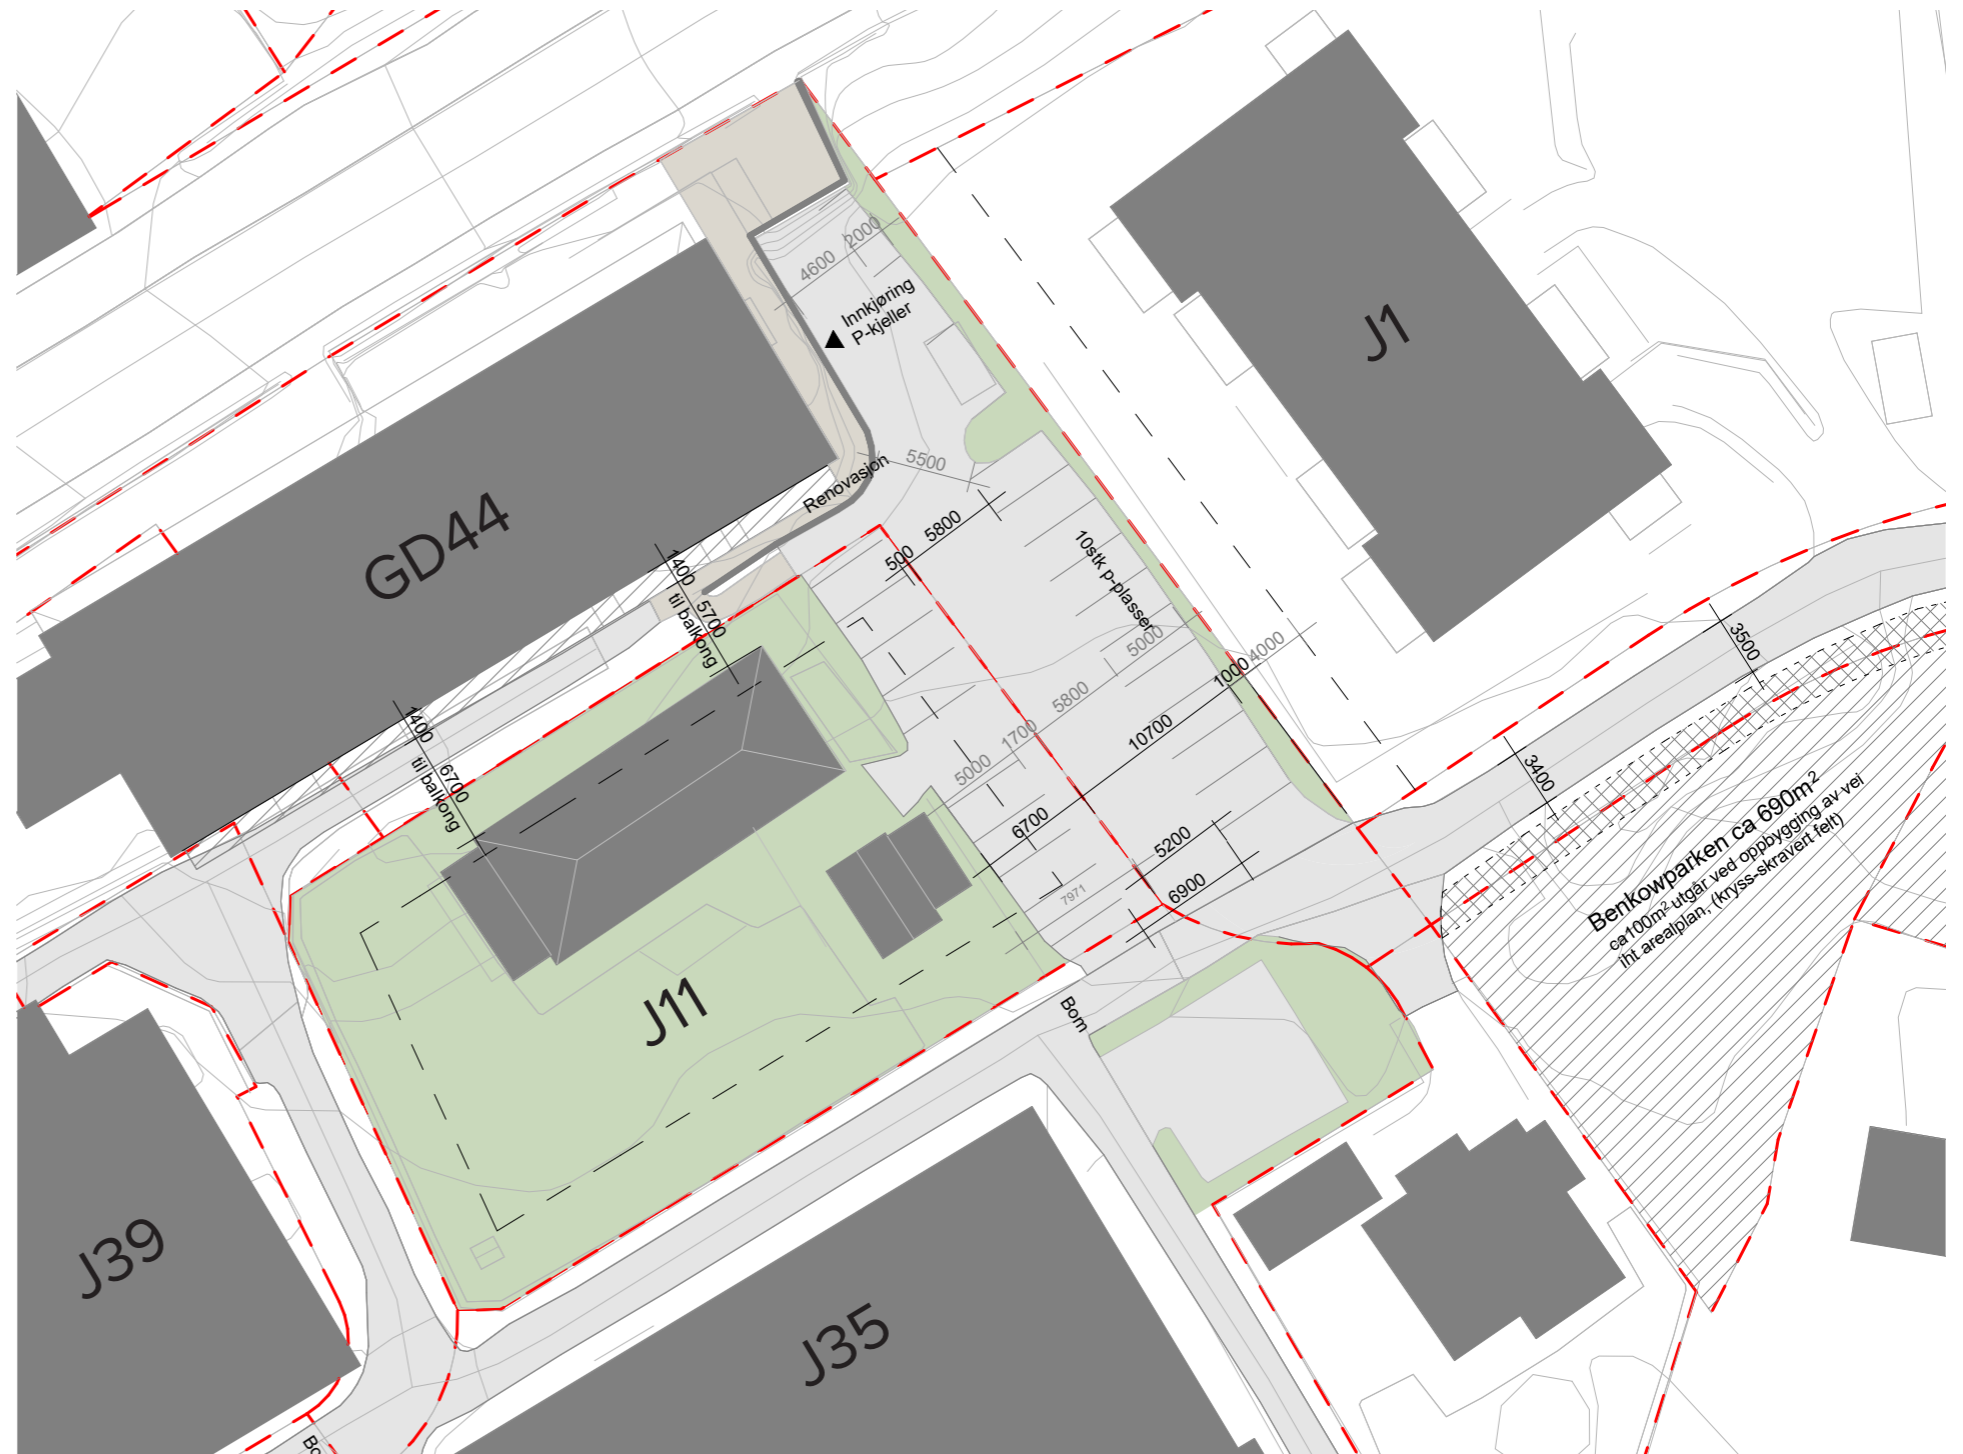 2000
4600
Innkjøring
P-kjeller
J1
Renovasjon
5500
GD44
5800
500
10stk p-plasser
1400
5700
til balkong
5000
4000
1000
3500
5800
10700
1700
1400
6700
til balkong
5000
3400
6700
5200
7971
6900
Benkowparken ca 690m²
ca100m² utgår ved oppbygging av vei
iht arealplan, (kryss-skravert felt)
J11
Bom
J39
J35